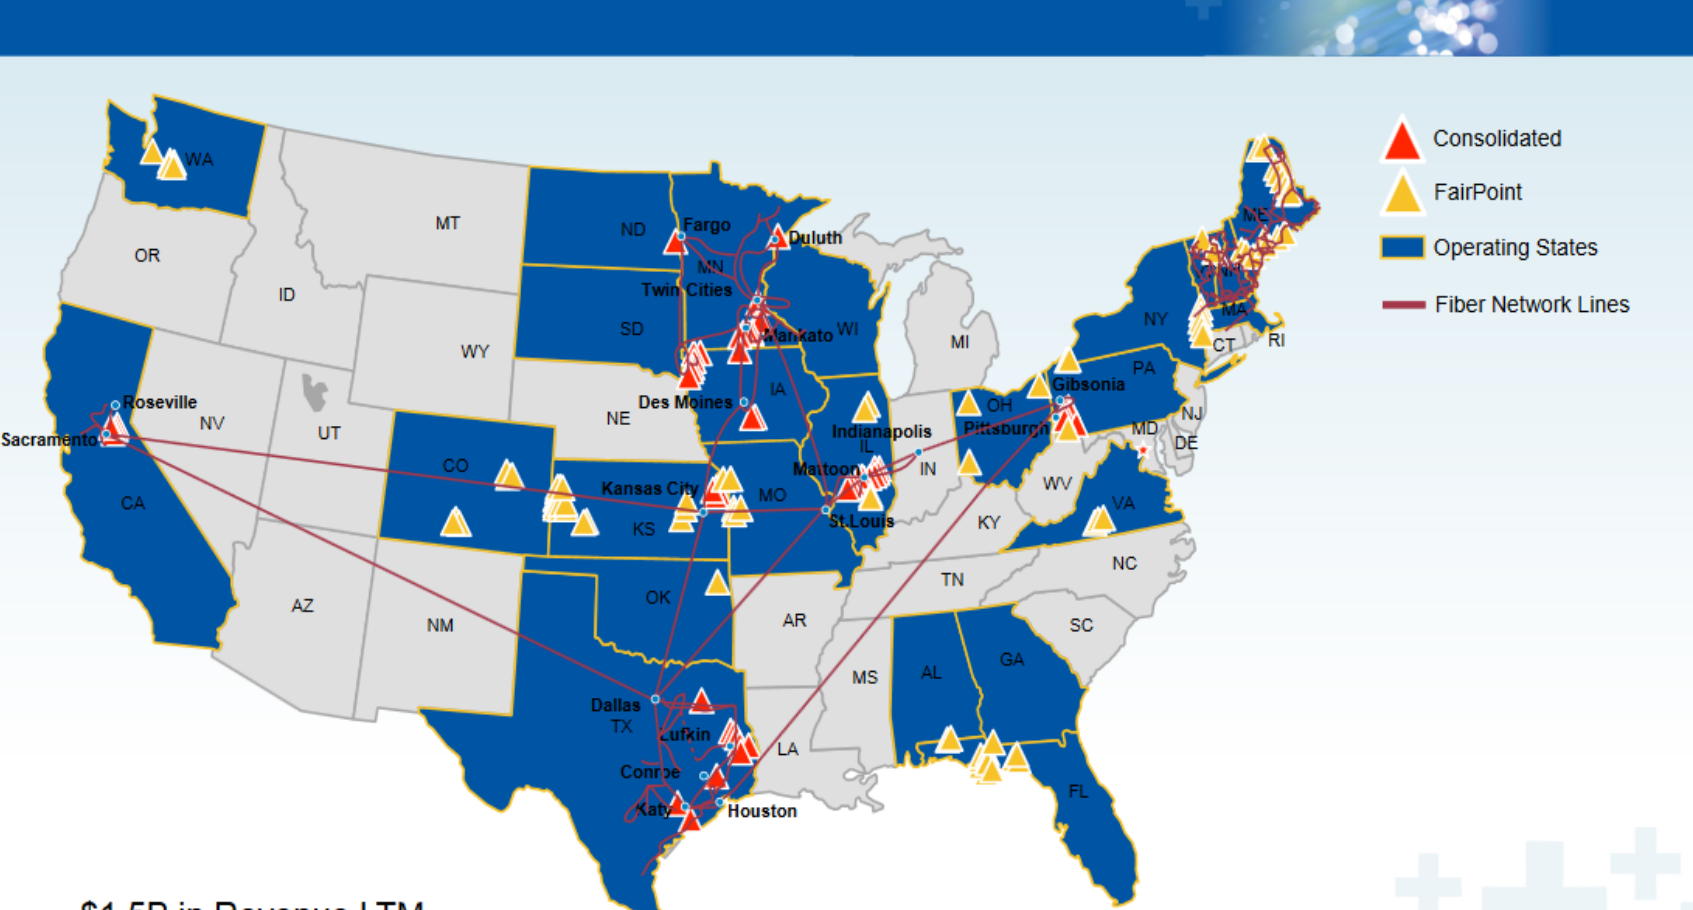 Consolidated
FairPoint
Operating States
Fiber Network Lines
WA
OR
MT
ID
WY
NV
UT
CO
CA
AZ
NM
ND
SD
NE
KS
OK
TX
MN
IA
MO
AR
LA
WI
IL
MI
IN
OH
KY
TN
MS
AL
GA
FL
SC
NC
VA
WV
MD
DE
NJ
PA
NY
CT
RI
MA
NH
ME
Fargo
Duluth
Twin Cities
Mankato
Des Moines
Roseville
Sacramento
Kansas City
Mattoon
Indianapolis
St.Louis
Gibsonia
Pittsburgh
Dallas
Lufkin
Conroe
Katy
Houston